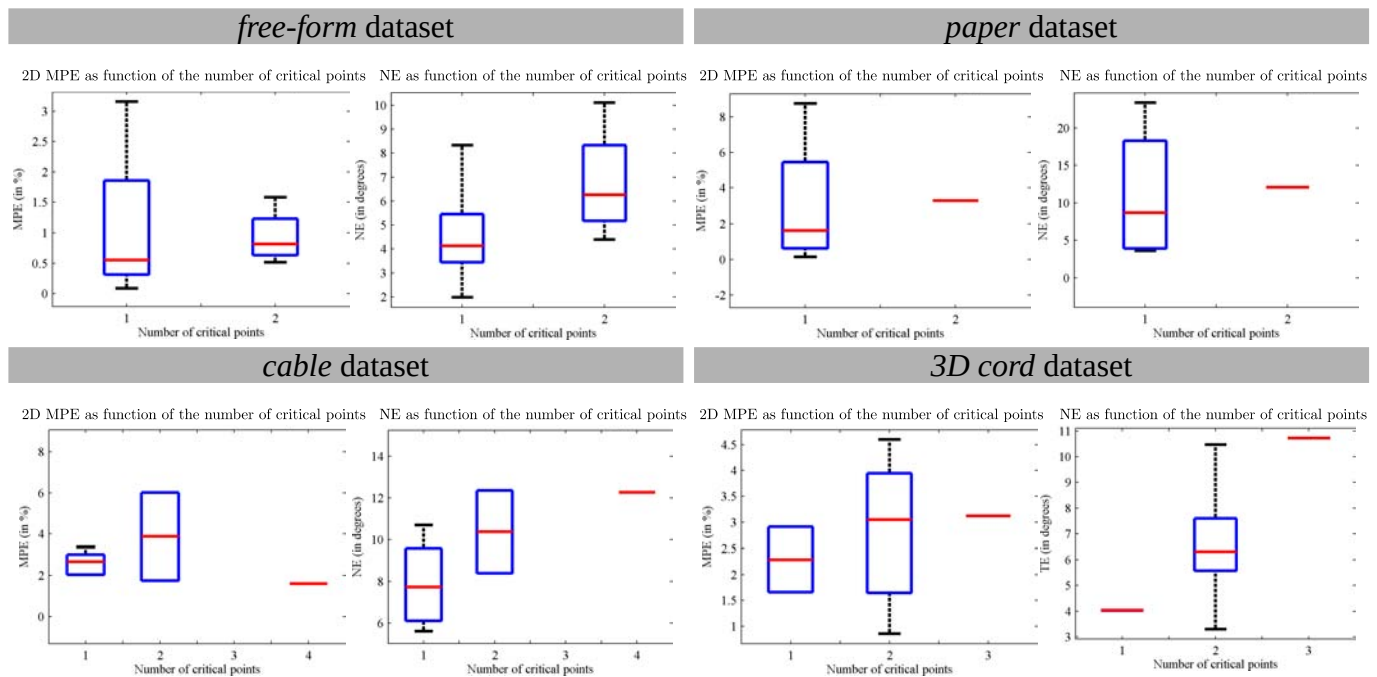 free-form dataset
paper dataset
2D MPE as function of the number of critical points
NE as function of the number of critical points
2D MPE as function of the number of critical points
NE as function of the number of critical points
MPE (in %)
3
2.5
2
1.5
1
0.5
0
1
2
Number of critical points
NE (in degrees)
10
9
8
7
6
5
4
3
2
1
2
Number of critical points
MPE (in %)
8
6
4
2
0
-2
1
2
Number of critical points
NE (in degrees)
20
15
10
5
0
1
2
Number of critical points
cable dataset
3D cord dataset
2D MPE as function of the number of critical points
NE as function of the number of critical points
2D MPE as function of the number of critical points
NE as function of the number of critical points
MPE (in %)
8
6
4
2
0
1
2
3
4
Number of critical points
NE (in degrees)
14
12
10
8
6
1
2
3
4
Number of critical points
MPE (in %)
4.5
4
3.5
3
2.5
2
1.5
1
1
2
3
Number of critical points
TE (in degrees)
11
10
9
8
7
6
5
4
3
1
2
3
Number of critical points